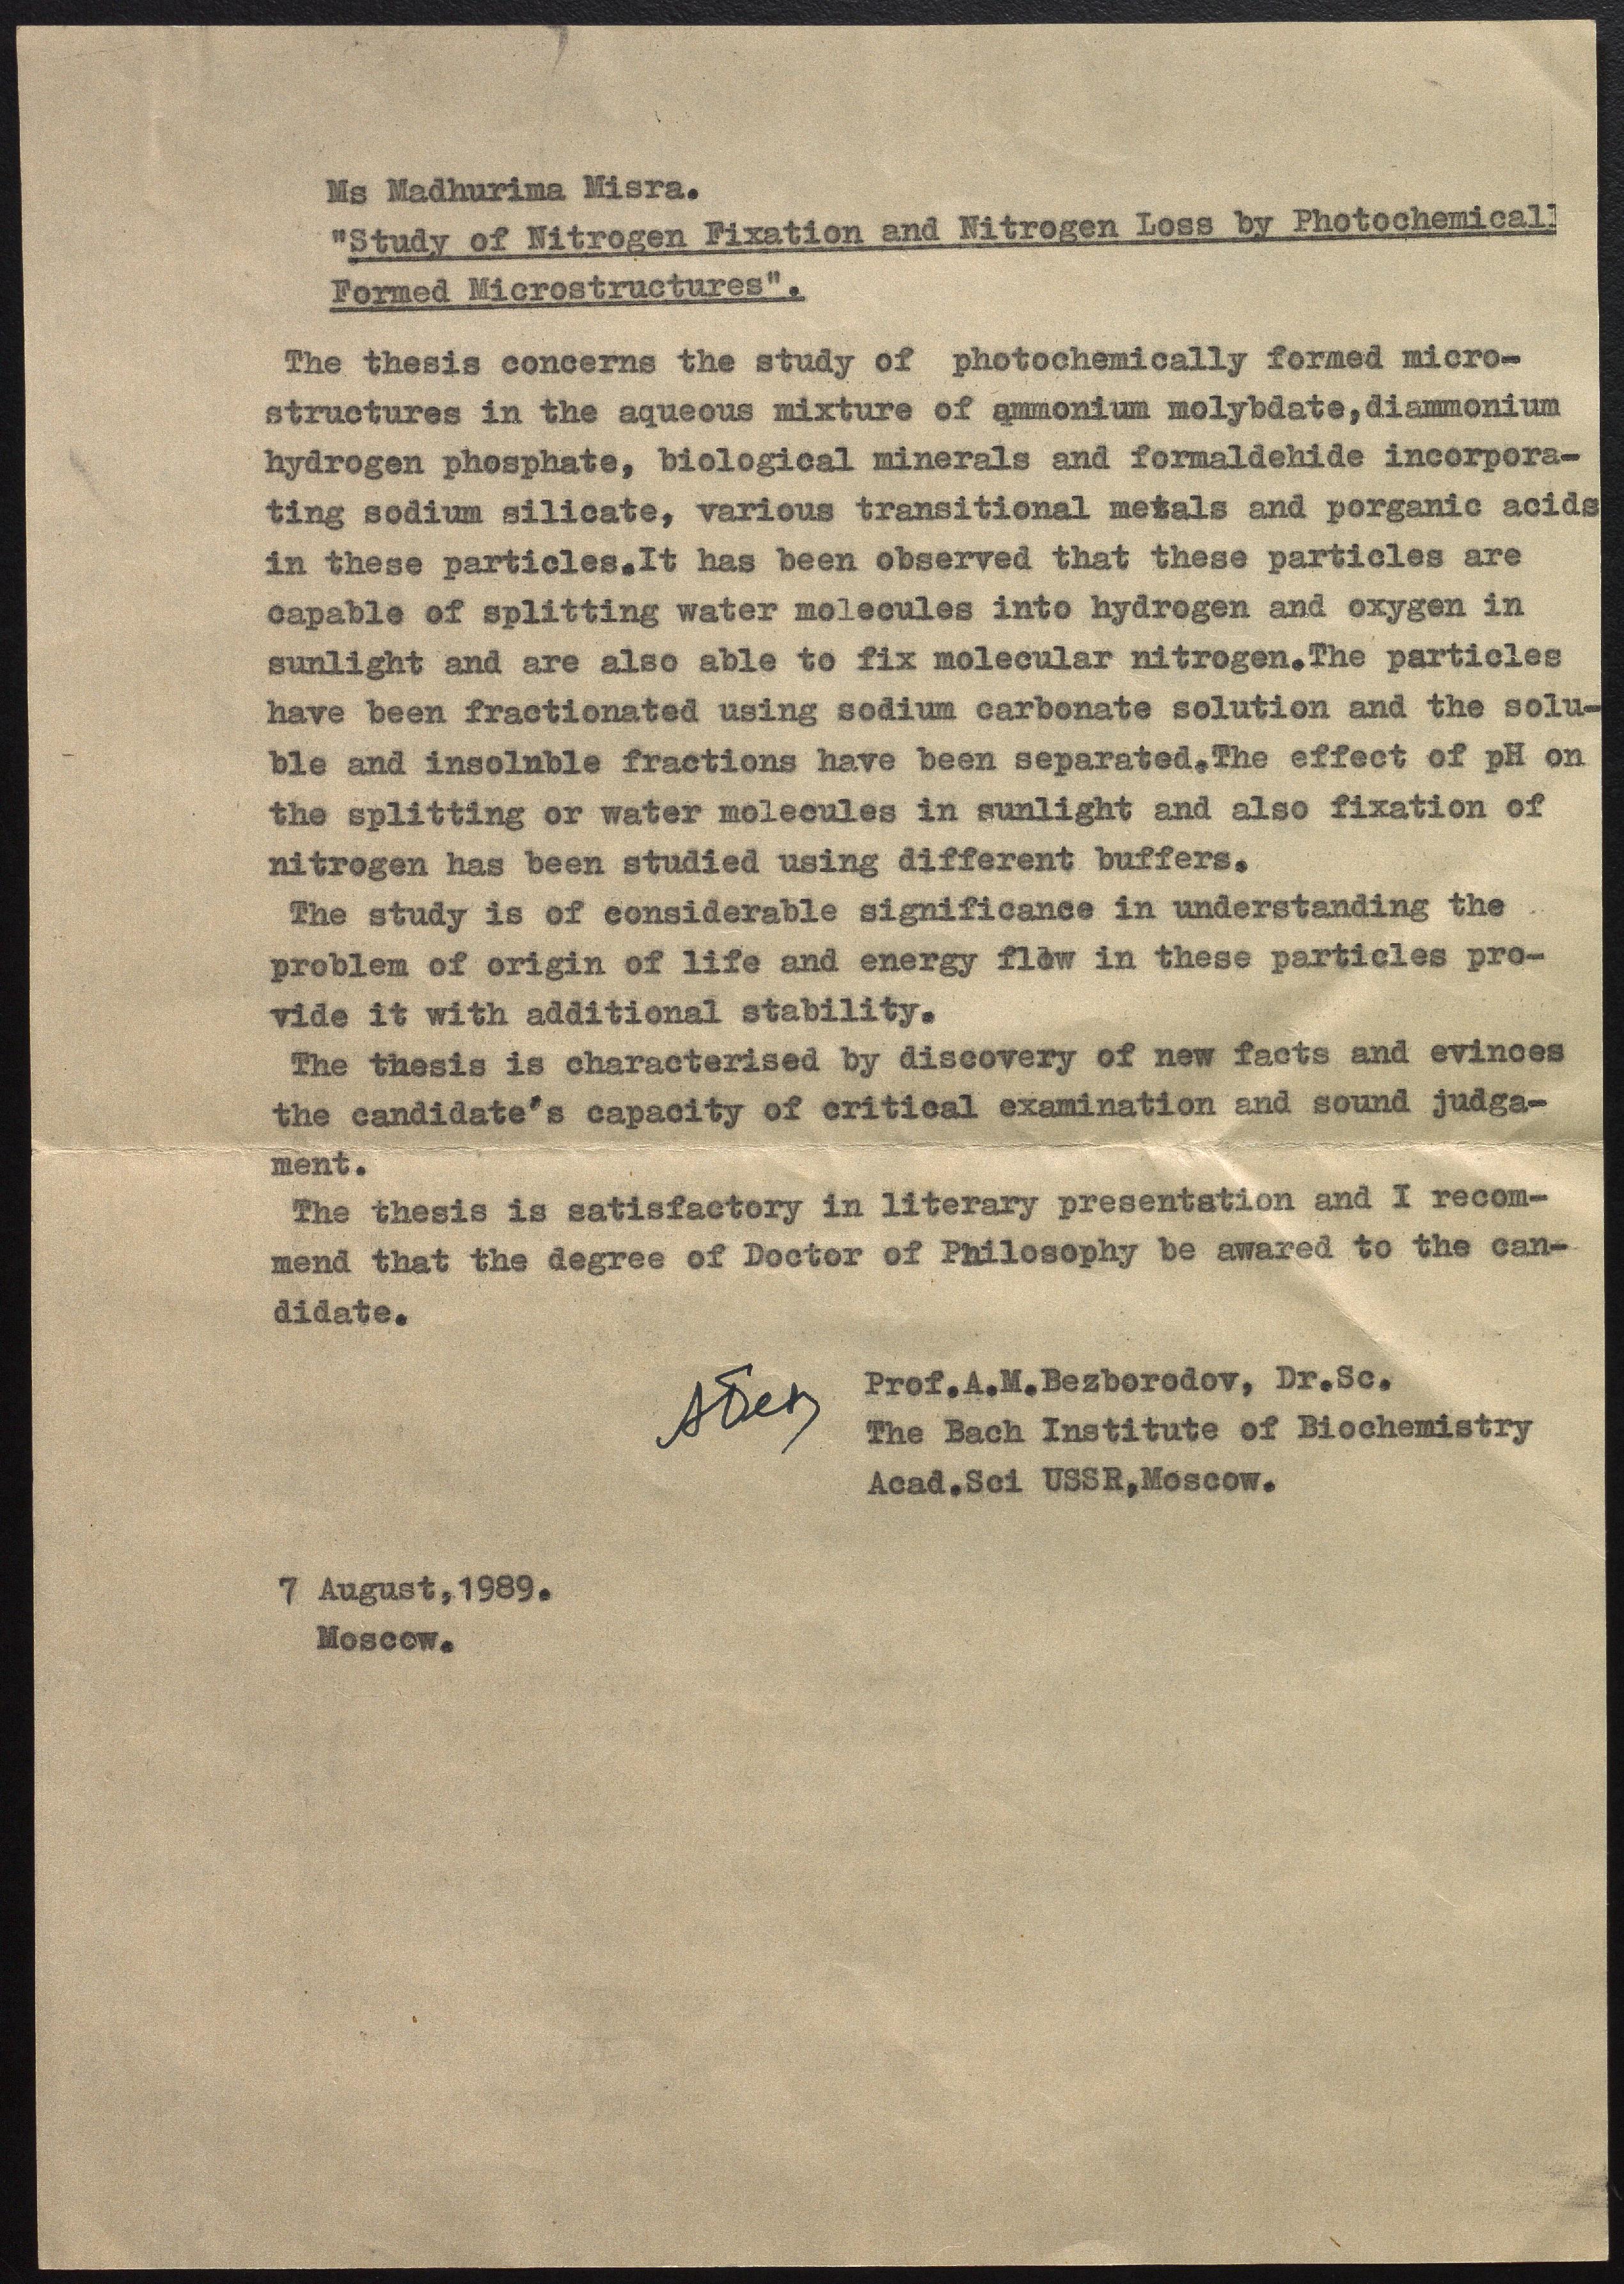 Ms Madhurima Misra.
"Study of Nitrogen Fixation and Nitrogen Loss by Photochemicall
Formed Microstructures".
The thesis concerns the study of photochemically formed micro-
structures in the aqueous mixture of ammonium molybdate,diammonium
hydrogen phosphate, biological minerals and formaldehide incorpora-
ting sodium silicate, various transitional metals and porganic acids
in these particles.It has been observed that these particles are
capable of splitting water molecules into hydrogen and oxygen in
sunlight and are also able to fix molecular nitrogen.The particles
have been fractionated using sodium carbonate solution and the solu-
ble and insolnble fractions have been separated.The effect of pH on
the splitting or water molecules in sunlight and also fixation of
nitrogen has been studied using different buffers.
The study is of considerable significance in understanding the
problem of origin of life and energy flow in these particles pro-
vide it with additional stability.
The thesis is characterised by discovery of new facts and evinces
the candidate's capacity of critical examination and sound judga-
ment.
The thesis is satisfactory in literary presentation and I recom-
mend that the degree of Doctor of Philosophy be awared to the can-
didate.
Prof.A.M.Bezborodov, Dr.Sc.
The Bach Institute of Biochemistry
Acad.Sci USSR,Moscow.
7 August,1989.
Moscow.